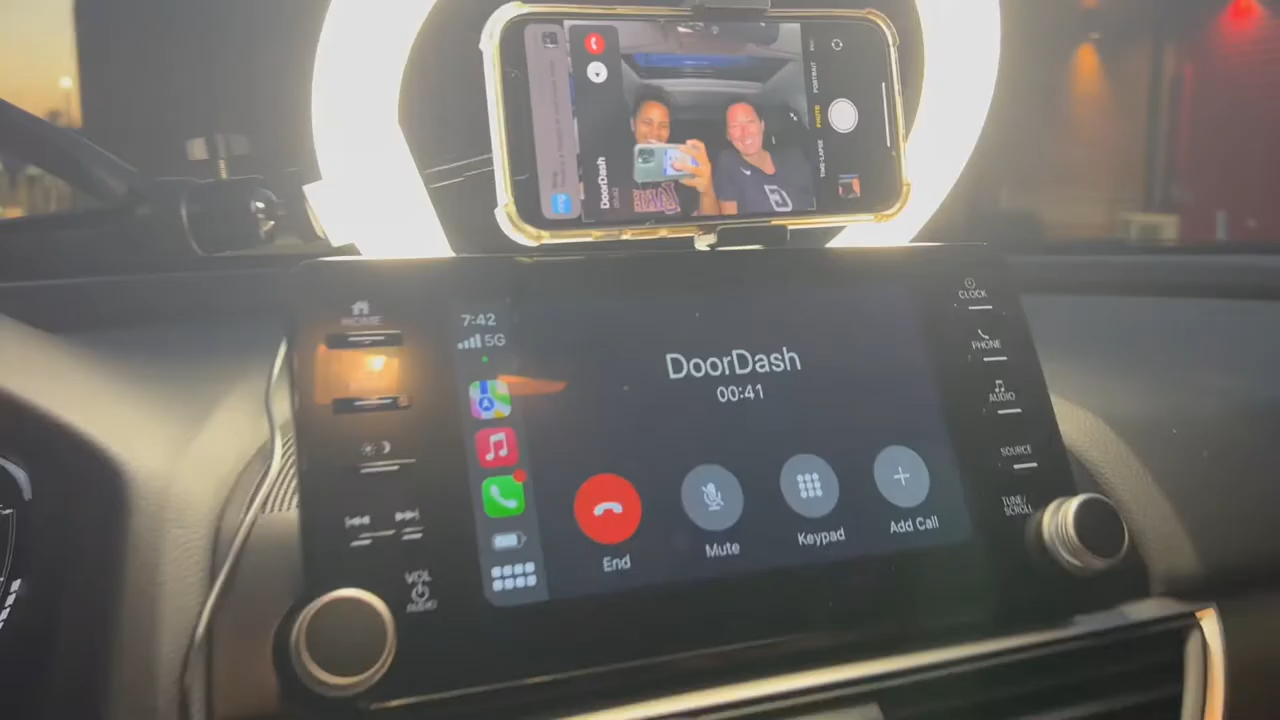 PORTRAIT
PHOTO
TIME-LAPSE
DoorDash
HOME
7:42
5G
DoorDash
00:41
End
Mute
Keypad
Add Call
VOL
AUDIO
CLOCK
PHONE
AUDIO
SOURCE
TUNE/
SCROLL